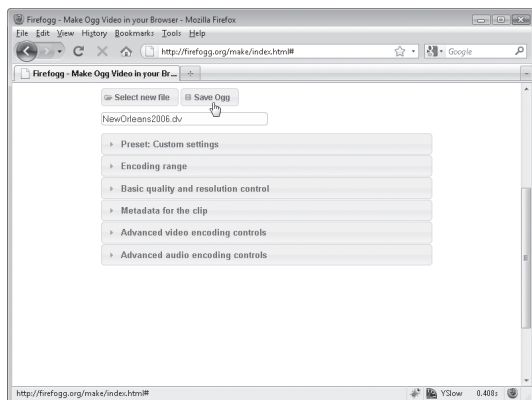 Firefogg - Make Ogg Video in your Browser - Mozilla Firefox
File Edit View History Bookmarks Tools Help
http://firefogg.org/make/index.html#
Google
Firefogg - Make Ogg Video in your Br...
Select new file
Save Ogg
NewOrleans2006.dv
Preset: Custom settings
Encoding range
Basic quality and resolution control
Metadata for the clip
Advanced video encoding controls
Advanced audio encoding controls
http://firefogg.org/make/index.html#
YSlow 0.408s